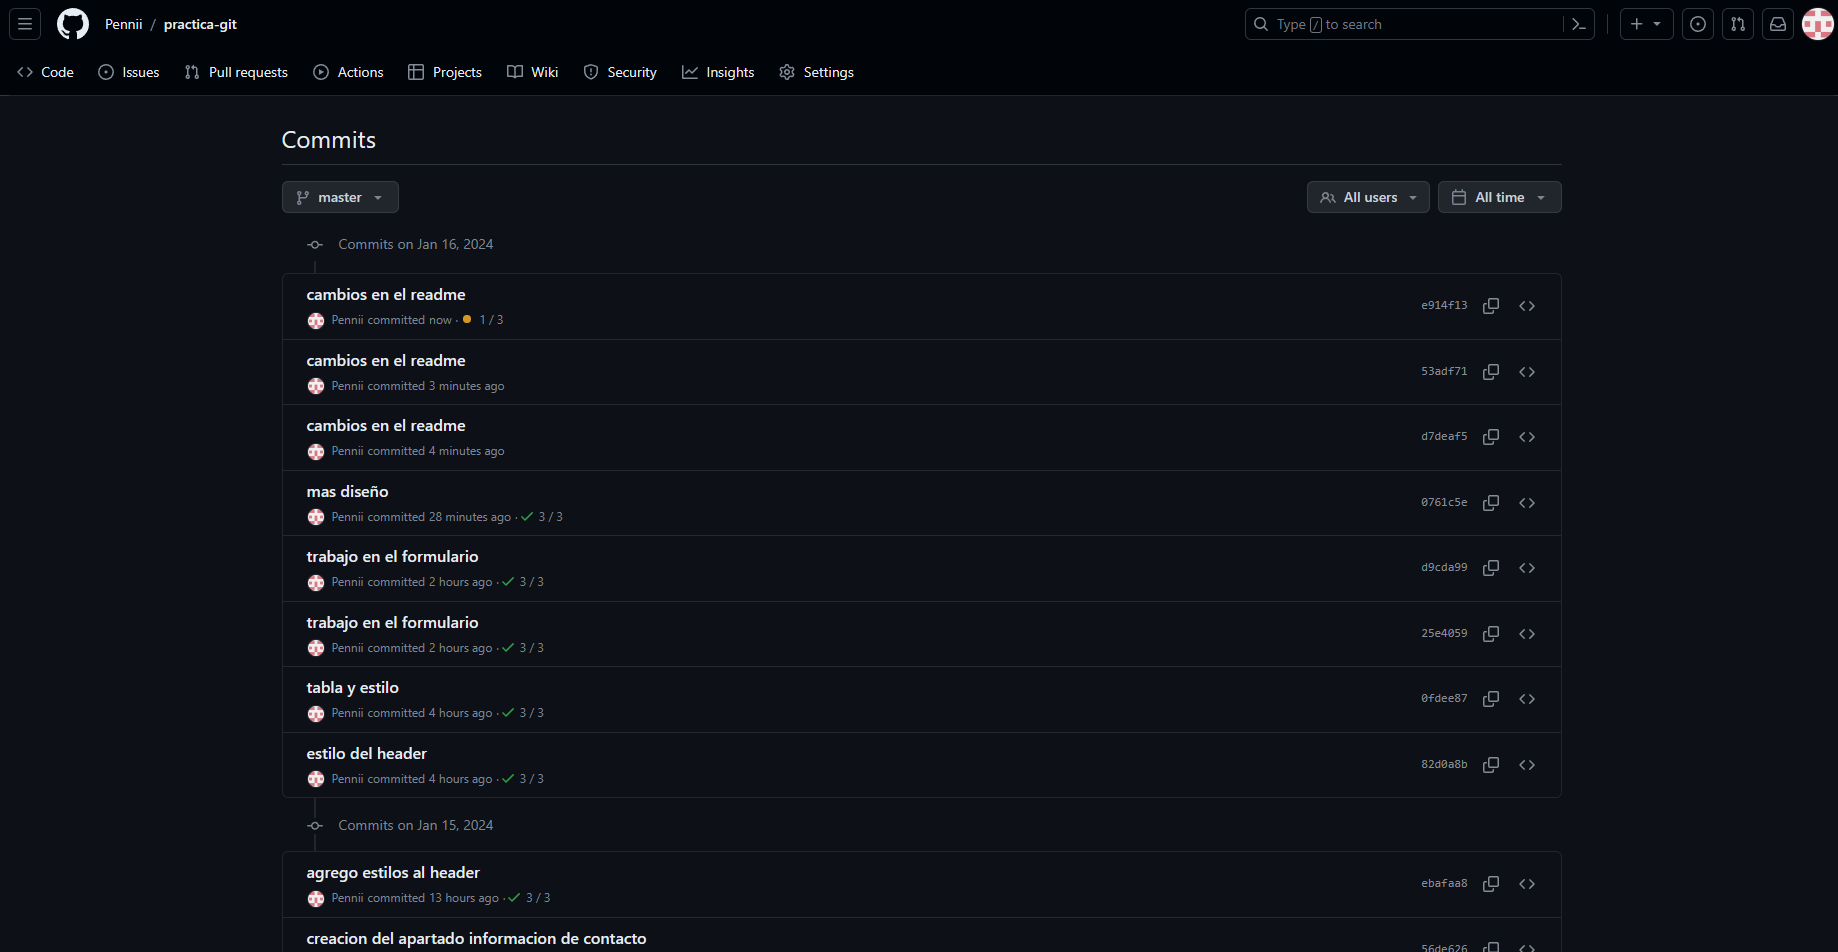 Pennii / practica-git
Type / to search
Code Issues Pull requests Actions Projects Wiki Security Insights Settings
Commits
master All users All time
Commits on Jan 16, 2024
cambios en el readme
Pennii committed now · 1 / 3
e914f13
cambios en el readme
Pennii committed 3 minutes ago
53adf71
cambios en el readme
Pennii committed 4 minutes ago
d7deaf5
mas diseño
Pennii committed 28 minutes ago · 3 / 3
0761c5e
trabajo en el formulario
Pennii committed 2 hours ago · 3 / 3
d9cda99
trabajo en el formulario
Pennii committed 2 hours ago · 3 / 3
25e4059
tabla y estilo
Pennii committed 4 hours ago · 3 / 3
0fdee87
estilo del header
Pennii committed 4 hours ago · 3 / 3
82d0a8b
Commits on Jan 15, 2024
agrego estilos al header
Pennii committed 13 hours ago · 3 / 3
ebafaa8
creacion del apartado informacion de contacto
56de626